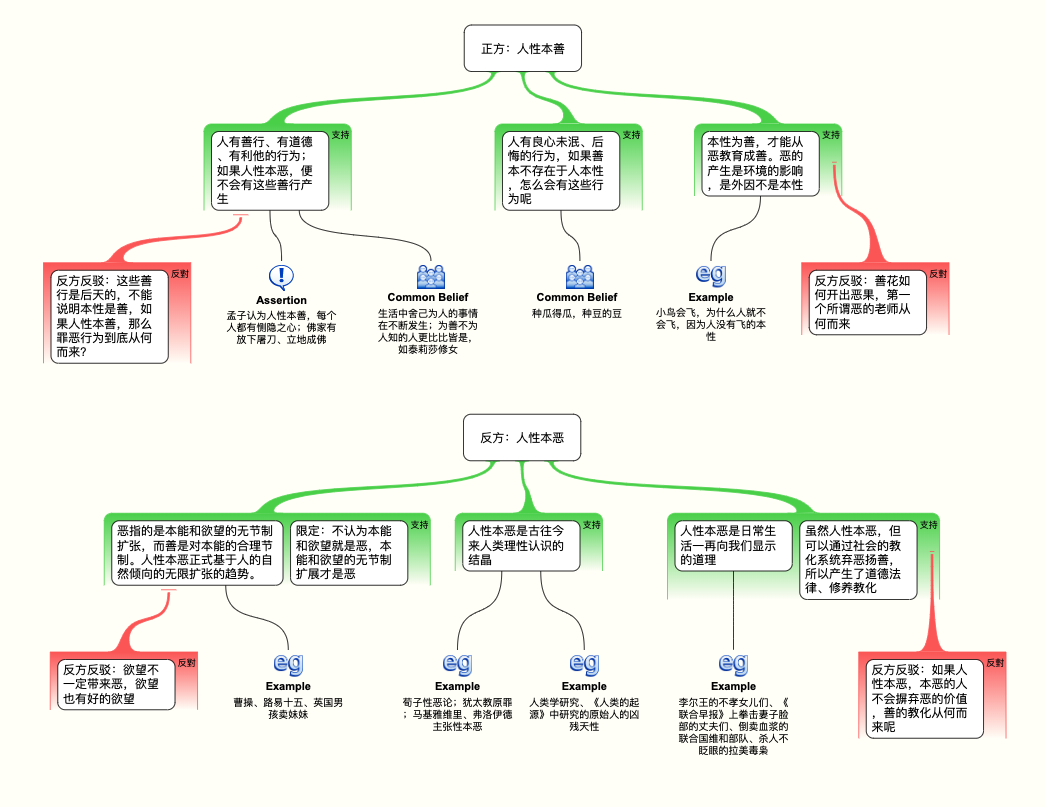 正方：人性本善
支持
人有善行、有道德
、有利他的行为；
如果人性本恶，便
不会有这些善行产
生
支持
人有良心未泯、后
悔的行为，如果善
本不存在于人本性
，怎么会有这些行
为呢
支持
本性为善，才能从
恶教育成善。恶的
产生是环境的影响
，是外因不是本性
反對
反方反驳：这些善
行是后天的，不能
说明本性是善，如
果人性本善，那么
罪恶行为到底从何
而来？
Assertion
孟子认为人性本善，每个
人都有恻隐之心；佛家有
放下屠刀、立地成佛
Common Belief
生活中舍己为人的事情
在不断发生；为善不为
人知的人更比比皆是，
如泰莉莎修女
Common Belief
种瓜得瓜，种豆的豆
eg
Example
小鸟会飞，为什么人就不
会飞，因为人没有飞的本
性
反對
反方反驳：善花如
何开出恶果，第一
个所谓恶的老师从
何而来
反方：人性本恶
支持
恶指的是本能和欲望的无节制
扩张，而善是对本能的合理节
制。人性本恶正式基于人的自
然倾向的无限扩张的趋势。
限定：不认为本能
和欲望就是恶，本
能和欲望的无节制
扩展才是恶
支持
人性本恶是古往今
来人类理性认识的
结晶
支持
人性本恶是日常生
活一再向我们显示
的道理
虽然人性本恶，但
可以通过社会的教
化系统弃恶扬善，
所以产生了道德法
律、修养教化
反對
反方反驳：欲望不
一定带来恶，欲望
也有好的欲望
eg
Example
曹操、路易十五、英国男
孩卖妹妹
eg
Example
荀子性恶论；犹太教原罪
；马基雅维里、弗洛伊德
主张性本恶
eg
Example
人类学研究、《人类的起
源》中研究的原始人的凶
残天性
eg
Example
李尔王的不孝女儿们、《
联合早报》上拳击妻子脸
部的丈夫们、倒卖血浆的
联合国维和部队、杀人不
眨眼的拉美毒枭
反對
反方反驳：如果人
性本恶，本恶的人
不会摒弃恶的价值
，善的教化从何而
来呢